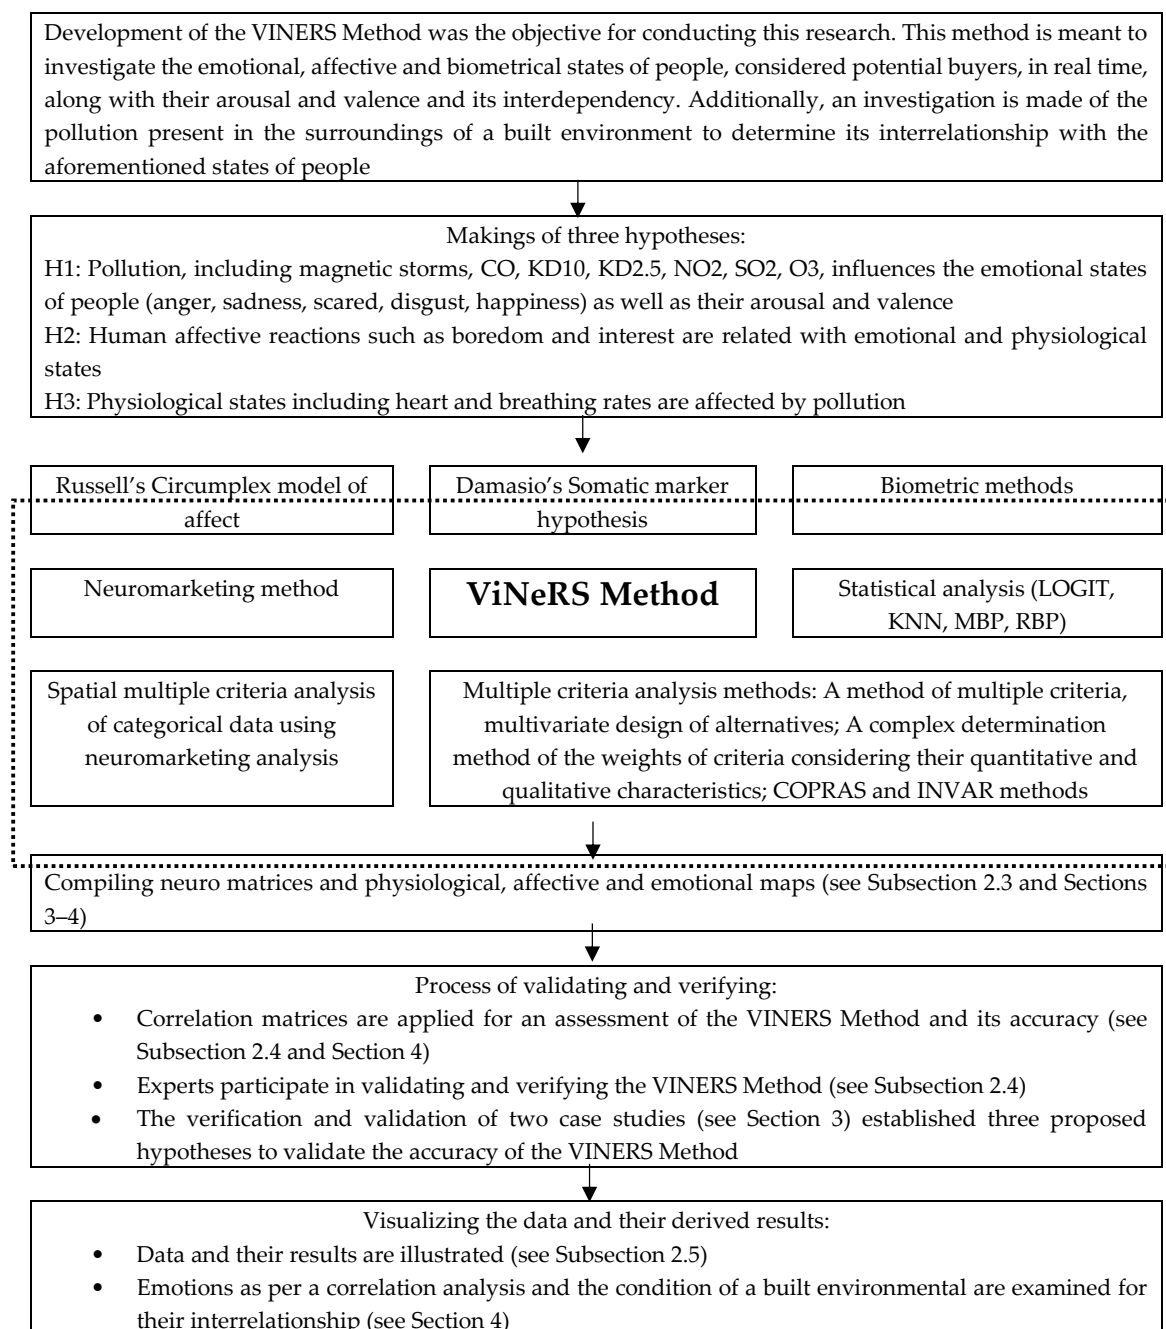 Development of the VINERS Method was the objective for conducting this research. This method is meant to
investigate the emotional, affective and biometrical states of people, considered potential buyers, in real time,
along with their arousal and valence and its interdependency. Additionally, an investigation is made of the
pollution present in the surroundings of a built environment to determine its interrelationship with the
aforementioned states of people
Makings of three hypotheses:
H1: Pollution, including magnetic storms, CO, KD10, KD2.5, NO2, SO2, O3, influences the emotional states
of people (anger, sadness, scared, disgust, happiness) as well as their arousal and valence
H2: Human affective reactions such as boredom and interest are related with emotional and physiological
states
H3: Physiological states including heart and breathing rates are affected by pollution
Russell’s Circumplex model of
affect
Damasio’s Somatic marker
hypothesis
Biometric methods
Neuromarketing method
ViNeRS Method
Statistical analysis (LOGIT,
KNN, MBP, RBP)
Spatial multiple criteria analysis
of categorical data using
neuromarketing analysis
Multiple criteria analysis methods: A method of multiple criteria,
multivariate design of alternatives; A complex determination
method of the weights of criteria considering their quantitative and
qualitative characteristics; COPRAS and INVAR methods
Compiling neuro matrices and physiological, affective and emotional maps (see Subsection 2.3 and Sections
3–4)
Process of validating and verifying:
• Correlation matrices are applied for an assessment of the VINERS Method and its accuracy (see
Subsection 2.4 and Section 4)
• Experts participate in validating and verifying the VINERS Method (see Subsection 2.4)
• The verification and validation of two case studies (see Section 3) established three proposed
hypotheses to validate the accuracy of the VINERS Method
Visualizing the data and their derived results:
• Data and their results are illustrated (see Subsection 2.5)
• Emotions as per a correlation analysis and the condition of a built environmental are examined for
their interrelationship (see Section 4)